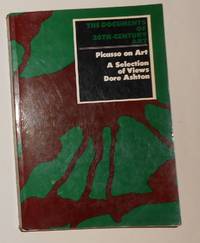 THE DOCUMENTS
OF
20TH-CENTURY
ART
Picasso on Art
A Selection
of Views
Dore Ashton